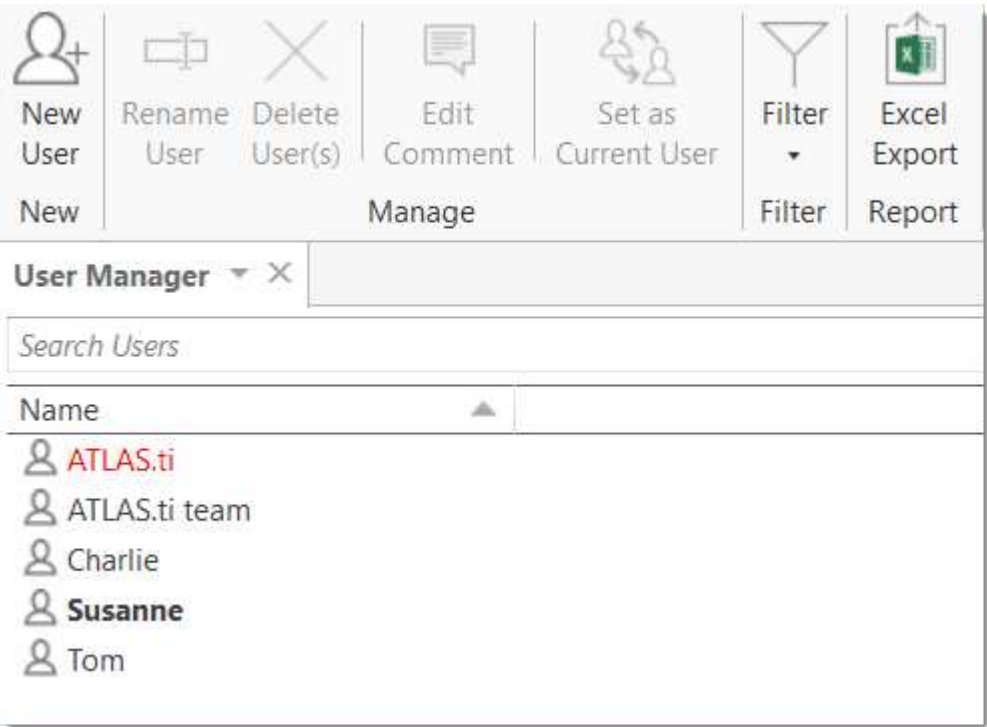 New Rename Delete Edit Set as Filter Excel
User User User(s) Comment Current User Export
New Manage Filter Report
User Manager
Search Users
Name
ATLAS.ti
ATLAS.ti team
Charlie
Susanne
Tom